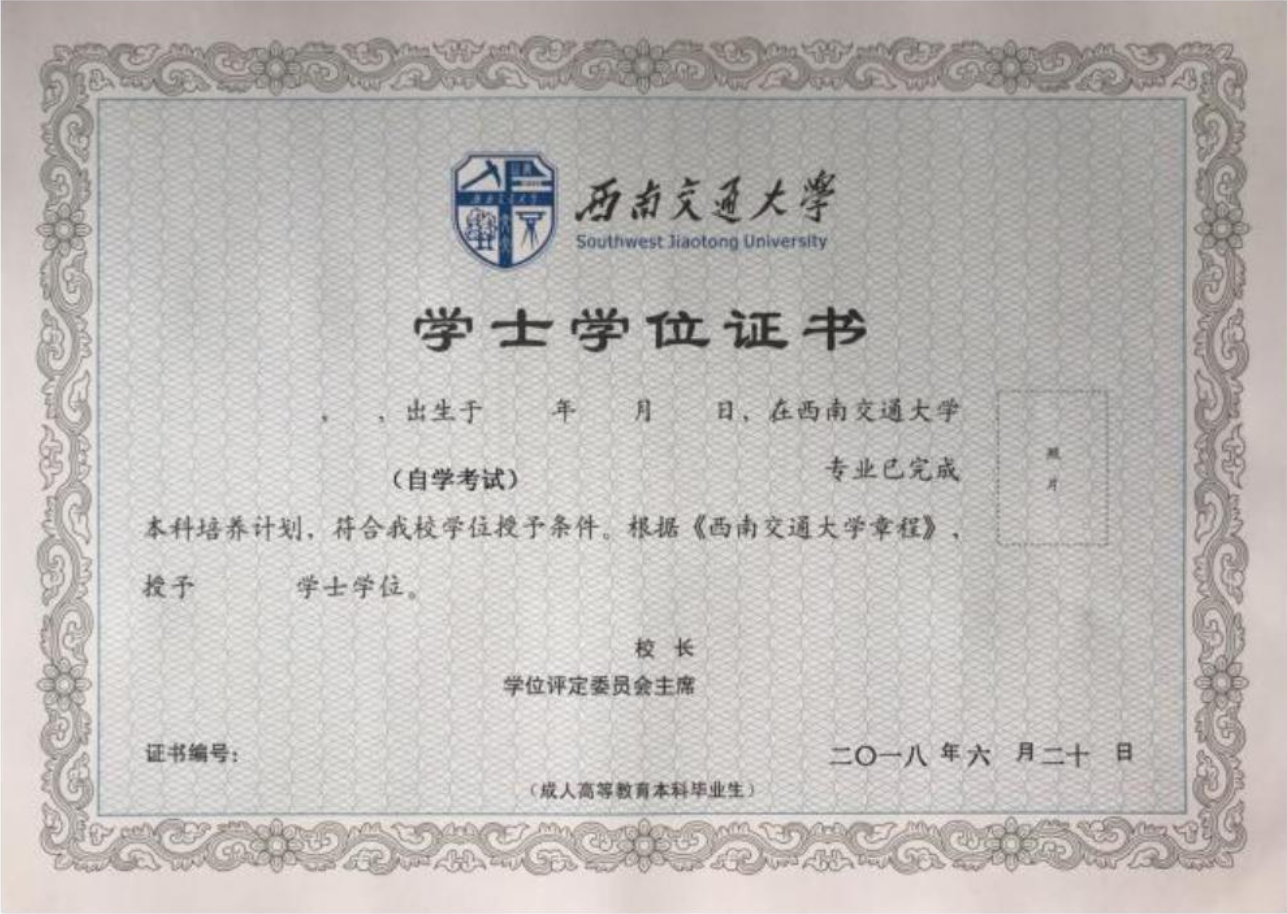 西南交通大学
Southwest Jiaotong University
学士学位证书
，　，出生于　年　月　日，在西南交通大学
（自学考试）　专业已完成
照片
本科培养计划，符合我校学位授予条件。根据《西南交通大学章程》，
授予　学士学位。
校　长
学位评定委员会主席
证书编号：
二〇一八年六月二十日
（成人高等教育本科毕业生）